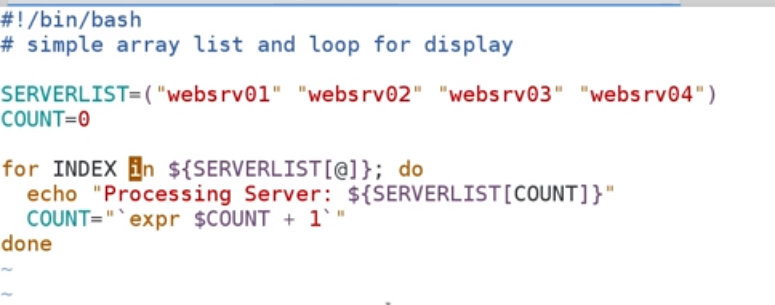 #!/bin/bash
# simple array list and loop for display
SERVERLIST=("websrv01" "websrv02" "websrv03" "websrv04")
COUNT=0
for INDEX in ${SERVERLIST[@]}; do
  echo "Processing Server: ${SERVERLIST[COUNT]}"
  COUNT="`expr $COUNT + 1`"
done
~
~